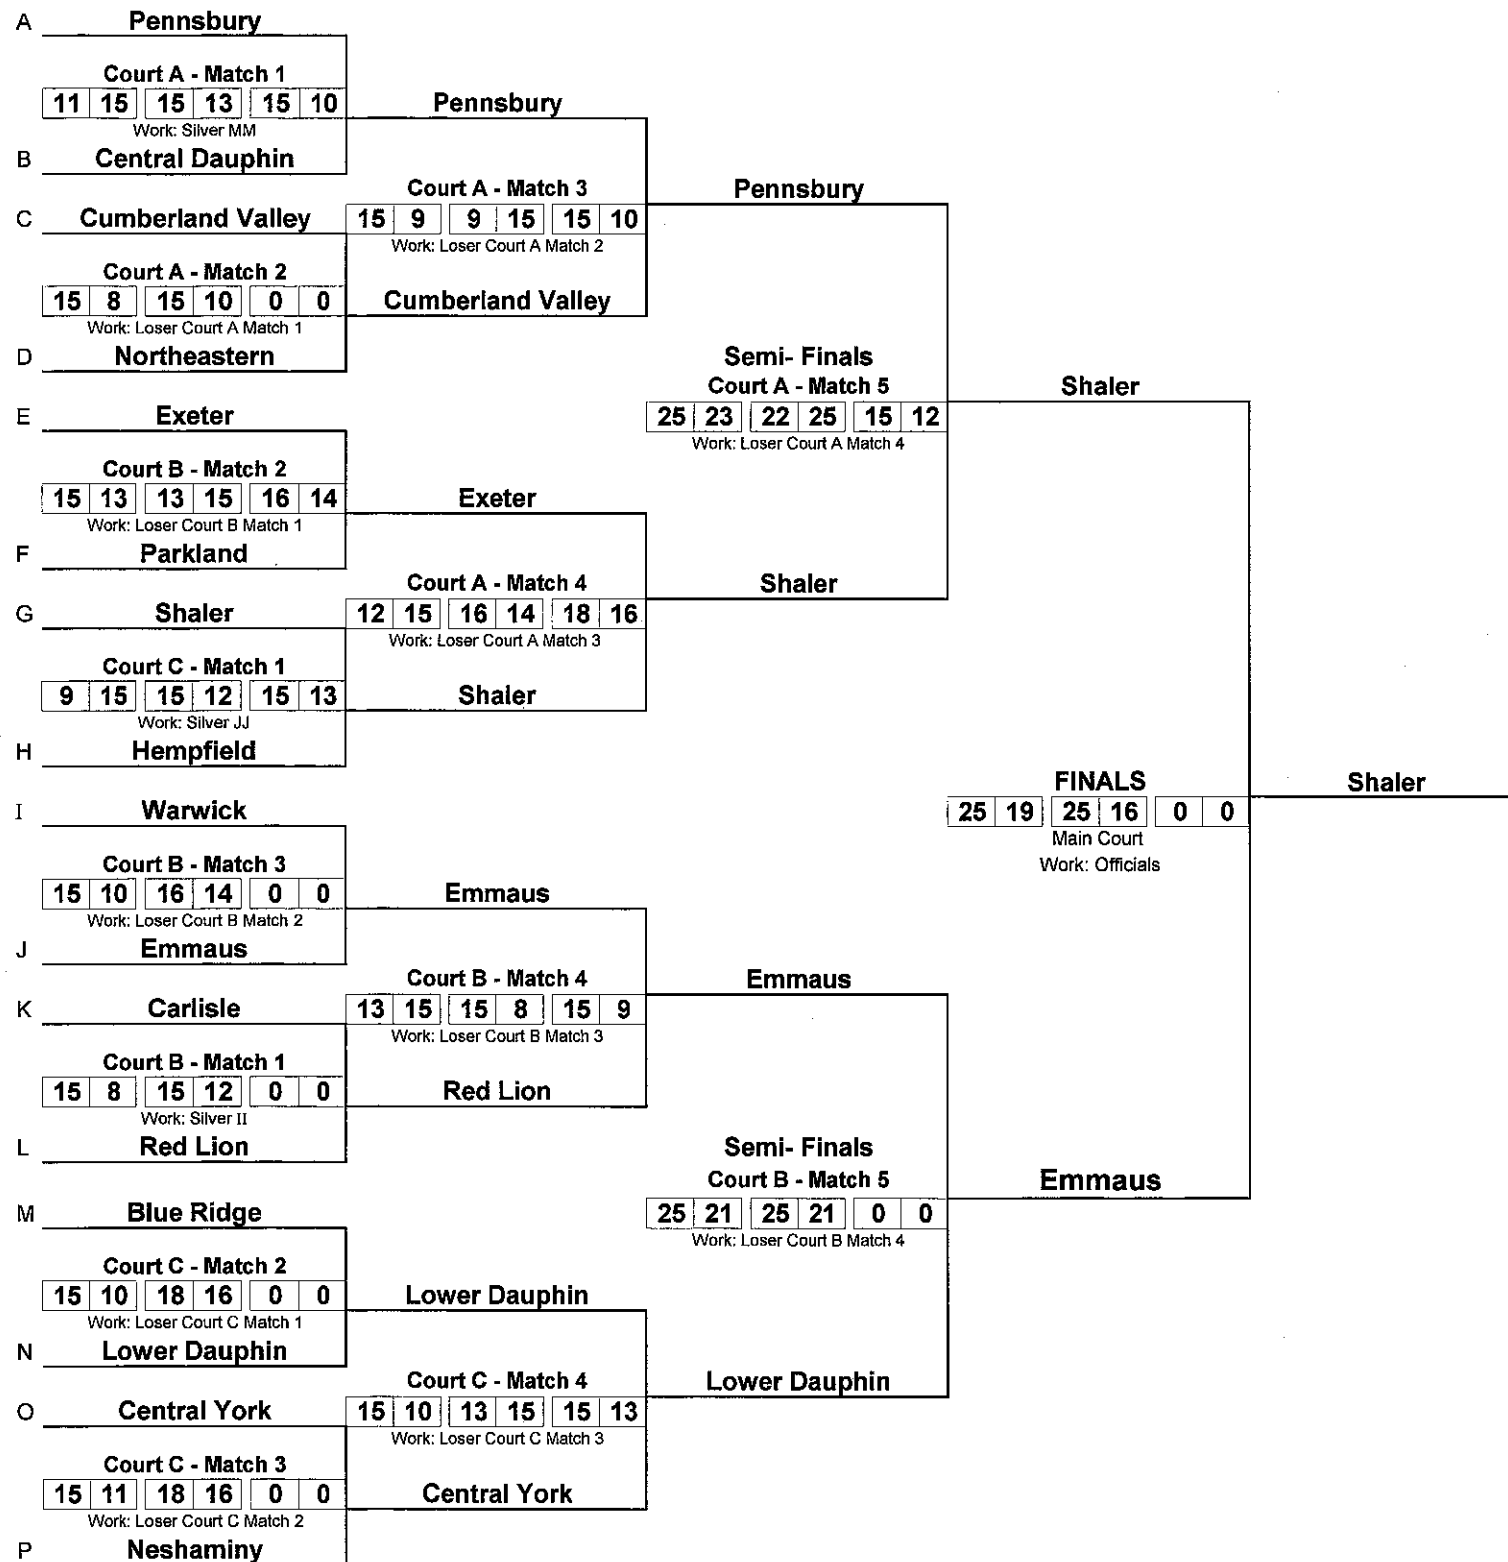 A Pennsbury
Court A - Match 1
11 15 15 13 15 10
Work: Silver MM
B Central Dauphin
C Cumberland Valley
Court A - Match 2
15 8 15 10 0 0
Work: Loser Court A Match 1
D Northeastern
E Exeter
Court B - Match 2
15 13 13 15 16 14
Work: Loser Court B Match 1
F Parkland
G Shaler
Court C - Match 1
9 15 15 12 15 13
Work: Silver JJ
H Hempfield
I Warwick
Court B - Match 3
15 10 16 14 0 0
Work: Loser Court B Match 2
J Emmaus
K Carlisle
Court B - Match 1
15 8 15 12 0 0
Work: Silver II
L Red Lion
M Blue Ridge
Court C - Match 2
15 10 18 16 0 0
Work: Loser Court C Match 1
N Lower Dauphin
O Central York
Court C - Match 3
15 11 18 16 0 0
Work: Loser Court C Match 2
P Neshaminy
Pennsbury
Court A - Match 3
15 9 9 15 15 10
Work: Loser Court A Match 2
Cumberland Valley
Exeter
Court A - Match 4
12 15 16 14 18 16
Work: Loser Court A Match 3
Shaler
Emmaus
Court B - Match 4
13 15 15 8 15 9
Work: Loser Court B Match 3
Red Lion
Lower Dauphin
Court C - Match 4
15 10 13 15 15 13
Work: Loser Court C Match 3
Central York
Pennsbury
Semi- Finals
Court A - Match 5
25 23 22 25 15 12
Work: Loser Court A Match 4
Shaler
Emmaus
Semi- Finals
Court B - Match 5
25 21 25 21 0 0
Work: Loser Court B Match 4
Lower Dauphin
Shaler
FINALS
25 19 25 16 0 0
Main Court
Work: Officials
Emmaus
Shaler